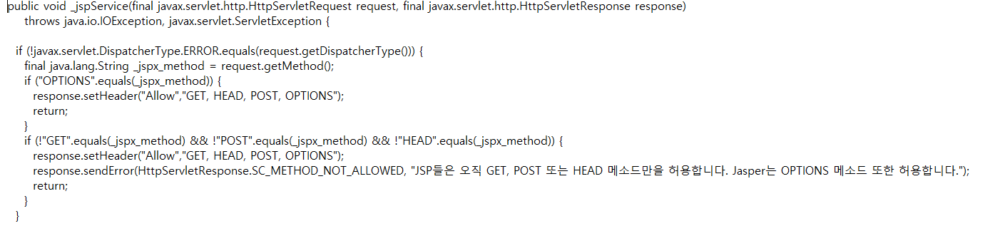 public void _jspService(final javax.servlet.http.HttpServletRequest request, final javax.servlet.http.HttpServletResponse response)
throws java.io.IOException, javax.servlet.ServletException {
if (!javax.servlet.DispatcherType.ERROR.equals(request.getDispatcherType())) {
final java.lang.String _jspx_method = request.getMethod();
if ("OPTIONS".equals(_jspx_method)) {
response.setHeader("Allow","GET, HEAD, POST, OPTIONS");
return;
}
if (!"GET".equals(_jspx_method) && !"POST".equals(_jspx_method) && !"HEAD".equals(_jspx_method)) {
response.setHeader("Allow","GET, HEAD, POST, OPTIONS");
response.sendError(HttpServletResponse.SC_METHOD_NOT_ALLOWED, "JSP들은 오직 GET, POST 또는 HEAD 메소드만을 허용합니다. Jasper는 OPTIONS 메소드 또한 허용합니다.");
return;
}
}